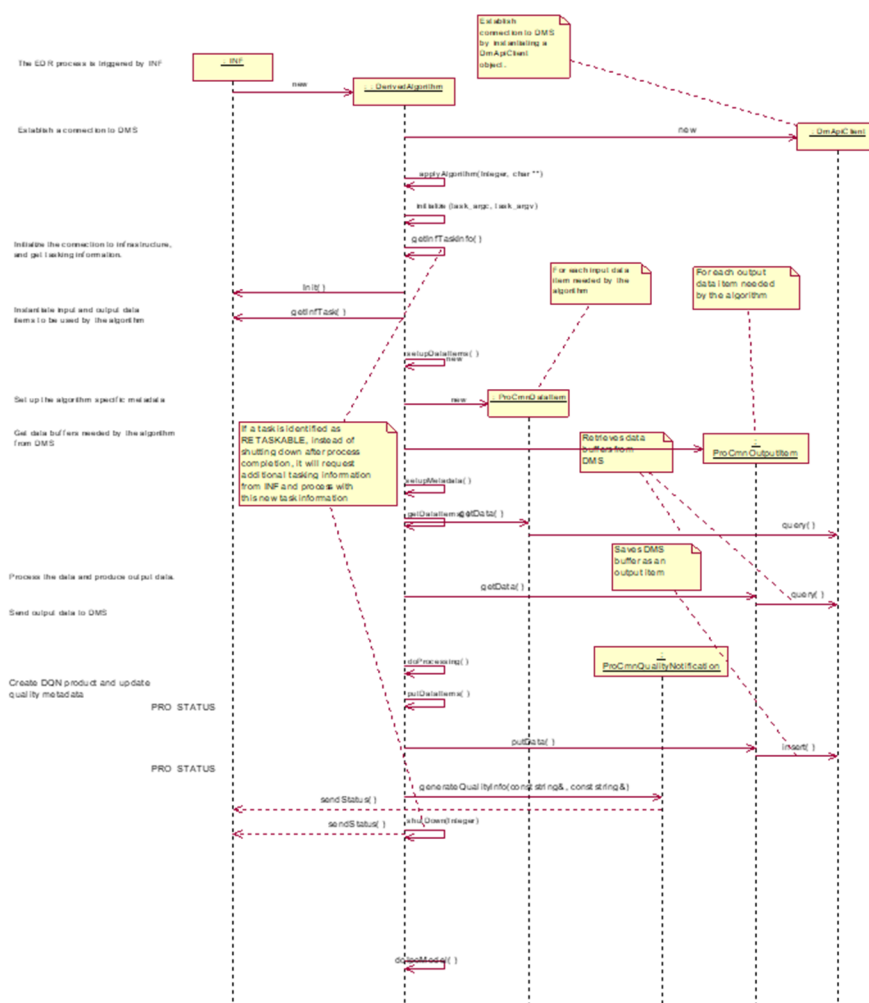 Establish
connection to DMS
by instantiating a
DmApiClient
object.
The EDR process is triggered by INF
: INF
new
: DerivedAlgorithm
Establish a connection to DMS
new
: DmApiClient
applyAlgorithm(Integer, char **)
initialize (task_argc, task_argv)
getInfTaskInfo( )
Initialize the connection to infrastructure,
and get tasking information.
For each input data
item needed by the
algorithm
For each output
data item needed
by the algorithm
Init( )
getInfTask( )
Instantiate input and output data
items to be used by the algorithm
setupDataItems( )
new
Set up the algorithm specific metadata
new
: ProCmnDataItem
Get data buffers needed by the algorithm
from DMS
If a task is identified as
RETASKABLE, instead of
shutting down after process
completion, it will request
additional tasking information
from INF and process with
this new task information
Retrieves data
buffers from
DMS
:
ProCmnOutputItem
setupMetadata( )
getDataItems
getData( )
query( )
Saves DMS
buffer as an
output item
Process the data and produce output data.
getData( )
query( )
Send output data to DMS
:
ProCmnQualityNotification
doProcessing( )
Create DQN product and update
quality metadata
putDataItems( )
PRO STATUS
putData( )
insert( )
PRO STATUS
generateQualityInfo(const string&, const string&)
sendStatus( )
sendStatus( )
shutDown(Integer)